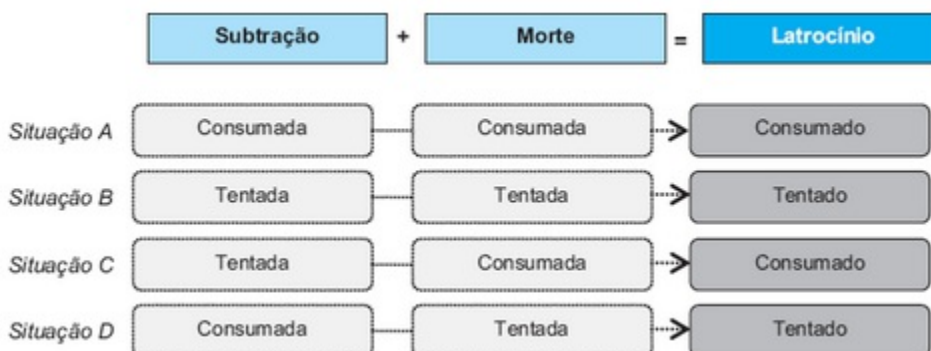 Subtração + Morte = Latrocínio
Situação A Consumada Consumada Consumado
Situação B Tentada Tentada Tentado
Situação C Tentada Consumada Consumado
Situação D Consumada Tentada Tentado